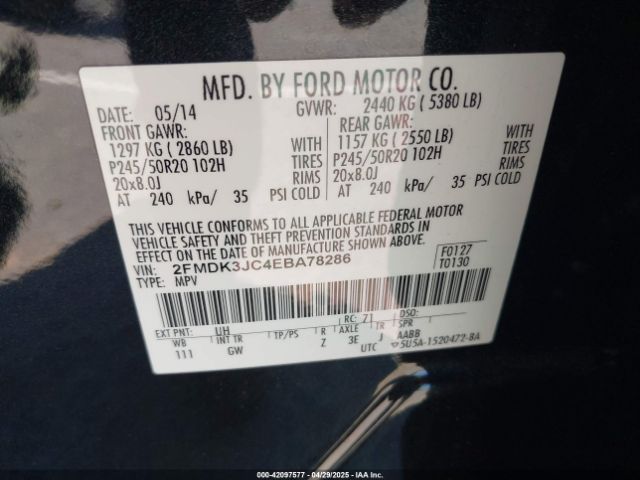 MFD. BY FORD MOTOR CO.
DATE: 05/14 GVWR: 2440 KG ( 5380 LB)
FRONT GAWR: REAR GAWR:
1297 KG ( 2860 LB) WITH 1157 KG ( 2550 LB) WITH
P245/50R20 102H TIRES P245/50R20 102H TIRES
20x8.0J RIMS 20x8.0J RIMS
AT 240 kPa/ 35 PSI COLD AT 240 kPa/ 35 PSI COLD
THIS VEHICLE CONFORMS TO ALL APPLICABLE FEDERAL MOTOR
VEHICLE SAFETY AND THEFT PREVENTION STANDARDS IN
EFFECT ON THE DATE OF MANUFACTURE SHOWN ABOVE.
VIN: 2FMDK3JC4EBA78286 F0127
TYPE: MPV T0130
EXT PNT: UH RC: 71 DSO:
WB INT TR TP/PS R AXLE TR SPR AABB
111 GW Z 3E J
UTC 5U5A-1520472-BA
000-42097577 — 04/29/2025 — IAA Inc.